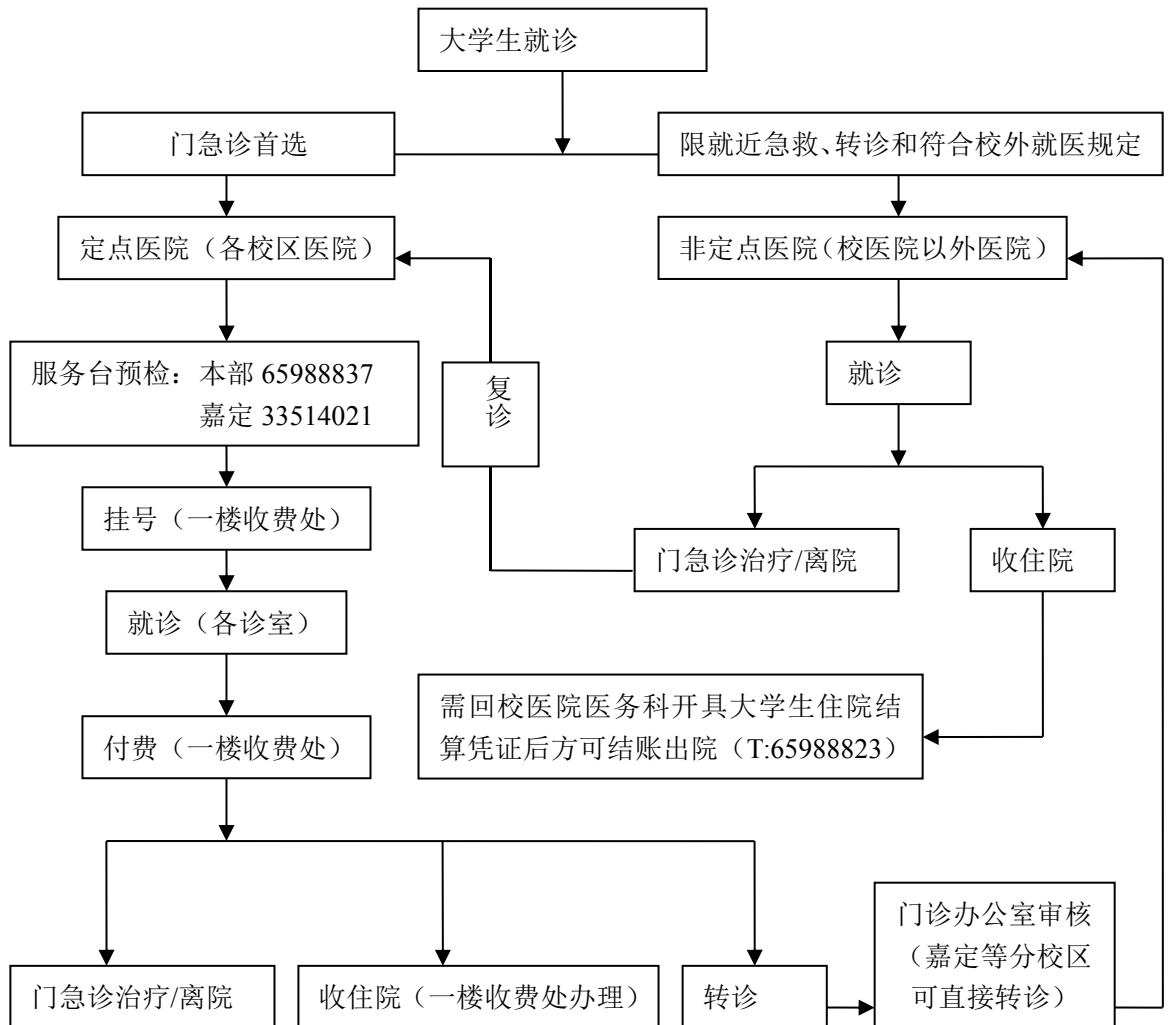 大学生就诊
门急诊首选
限就近急救、转诊和符合校外就医规定
定点医院（各校区医院）
非定点医院（校医院以外医院）
服务台预检：本部 65988837
嘉定 33514021
复诊
就诊
挂号（一楼收费处）
门急诊治疗/离院
收住院
就诊（各诊室）
需回校医院医务科开具大学生住院结
算凭证后方可结账出院（T:65988823）
付费（一楼收费处）
门急诊治疗/离院
收住院（一楼收费处办理）
转诊
门诊办公室审核
（嘉定等分校区
可直接转诊）